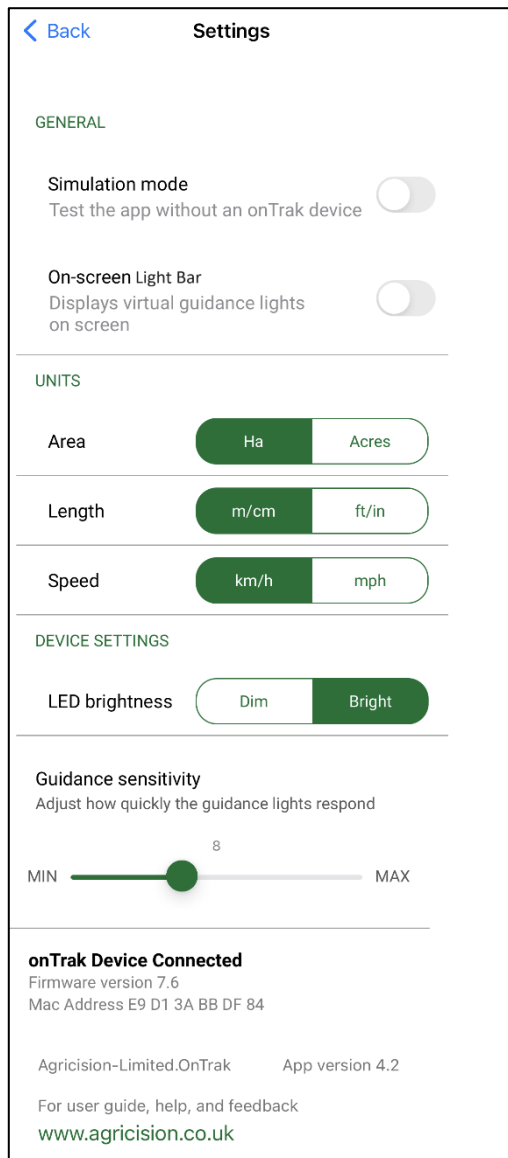 Back Settings
GENERAL
Simulation mode
Test the app without an onTrak device
On-screen Light Bar
Displays virtual guidance lights
on screen
UNITS
Area Ha Acres
Length m/cm ft/in
Speed km/h mph
DEVICE SETTINGS
LED brightness Dim Bright
Guidance sensitivity
Adjust how quickly the guidance lights respond
8
MIN MAX
onTrak Device Connected
Firmware version 7.6
Mac Address E9 D1 3A BB DF 84
Agricision-Limited.OnTrak App version 4.2
For user guide, help, and feedback
www.agricision.co.uk